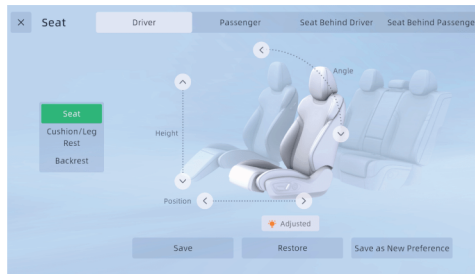 Seat
Driver
Passenger
Seat Behind Driver
Seat Behind Passenge
Angle
Seat
Cushion/Leg
Rest
Backrest
Height
Position
Adjusted
Save
Restore
Save as New Preference